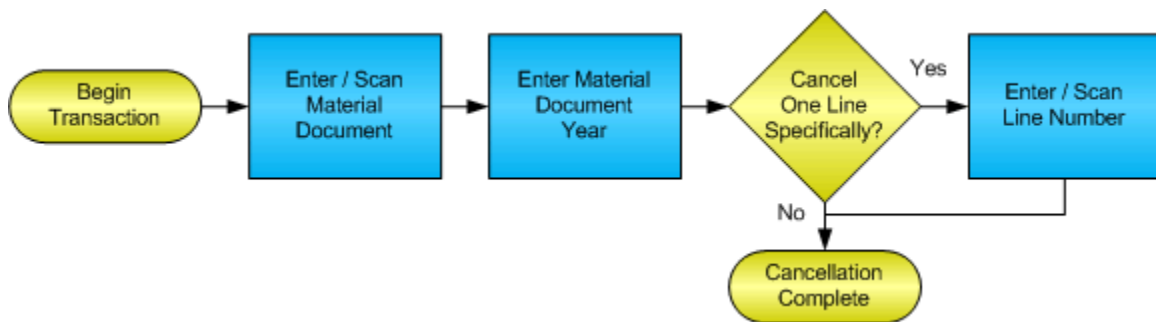 Begin
Transaction
Enter / Scan
Material
Document
Enter Material
Document
Year
Cancel
One Line
Specifically?
Yes
Enter / Scan
Line Number
No
Cancellation
Complete